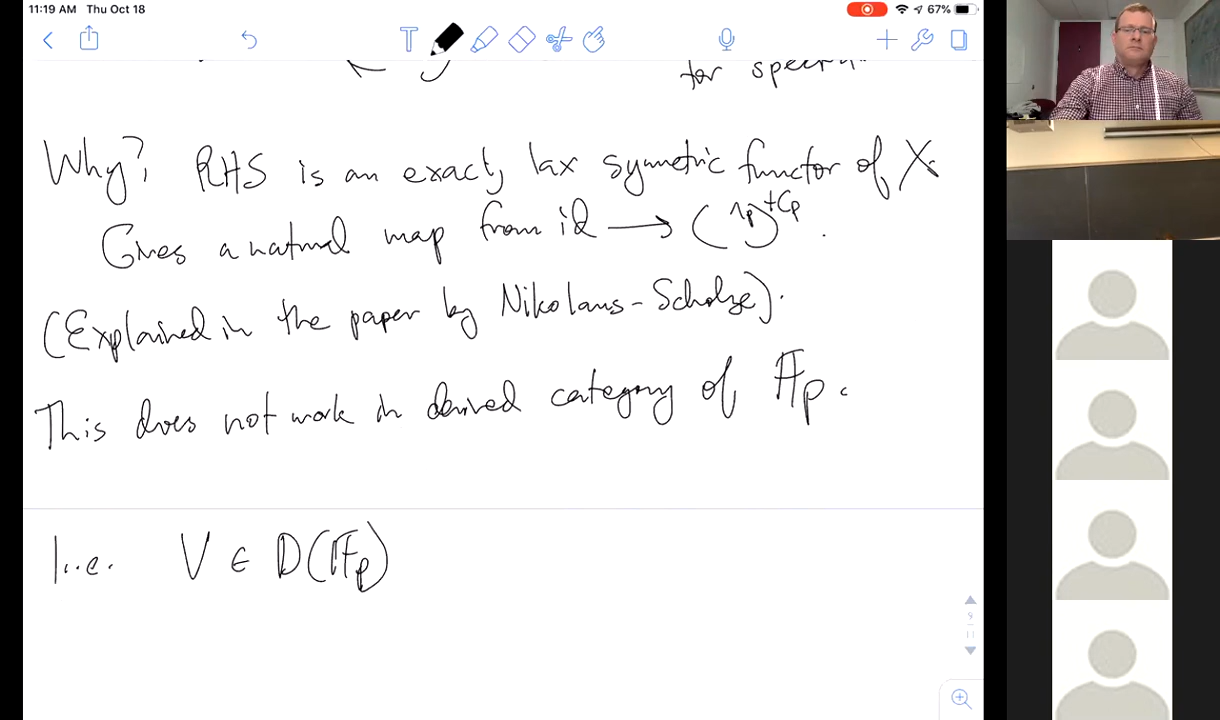 11:19 AM Thu Oct 18
67%
for
Why? RHS is an exact, lax symmetric functor of X.
Gives a natural map from id → ( ^p)^tCp .
(Explained in the paper by Nikolaus-Scholze).
This does not work in derived category of 𝔽p.
9
11
I.e. V ∈ D(𝔽p)